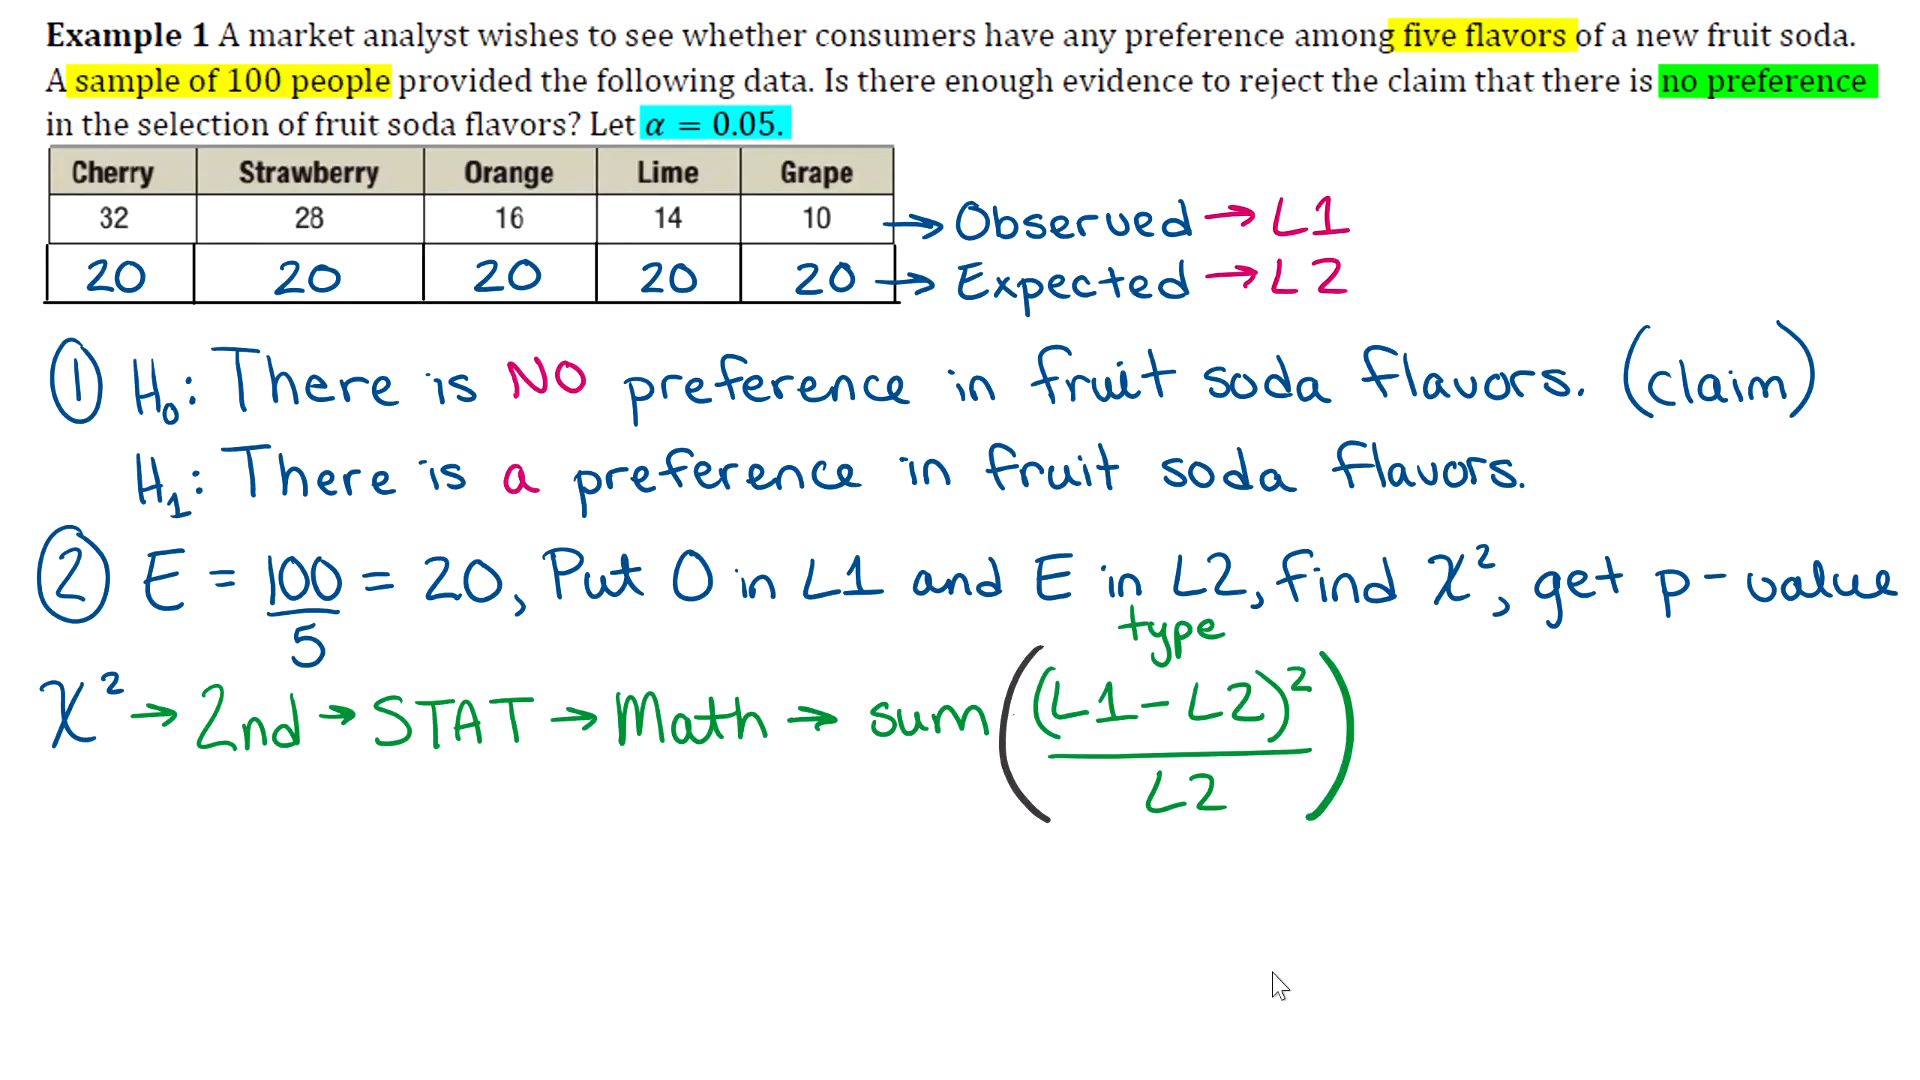 Example 1 A market analyst wishes to see whether consumers have any preference among five flavors of a new fruit soda.
A sample of 100 people provided the following data. Is there enough evidence to reject the claim that there is no preference
in the selection of fruit soda flavors? Let α = 0.05.
Cherry Strawberry Orange Lime Grape
32 28 16 14 10 → Observed → L1
20 20 20 20 20 → Expected → L2
① H₀: There is NO preference in fruit soda flavors. (claim)
H₁: There is a preference in fruit soda flavors.
② E = 100/5 = 20, Put O in L1 and E in L2, find χ², get p-value
type
χ² → 2nd → STAT → Math → sum((L1-L2)²/L2)